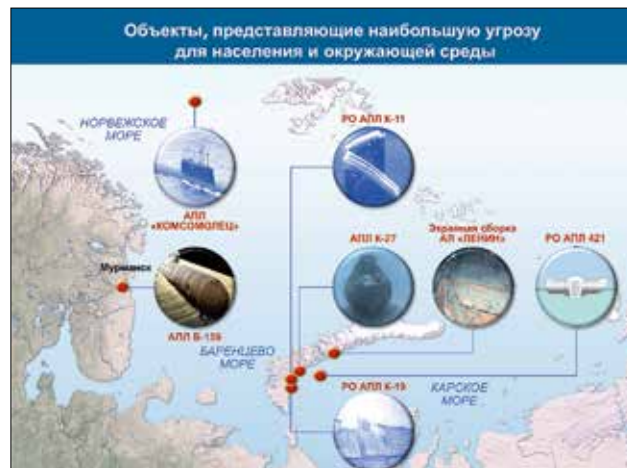 Объекты, представляющие наибольшую угрозу
для населения и окружающей среды
НОРВЕЖСКОЕ
МОРЕ
РО АПЛ К-11
АПЛ
«КОМСОМОЛЕЦ»
АПЛ К-27
Экранная сборка
АЛ «ЛЕНИН»
РО АПЛ 421
Мурманск
АПЛ Б-159
БАРЕНЦЕВО
МОРЕ
РО АПЛ К-19
КАРСКОЕ
МОРЕ